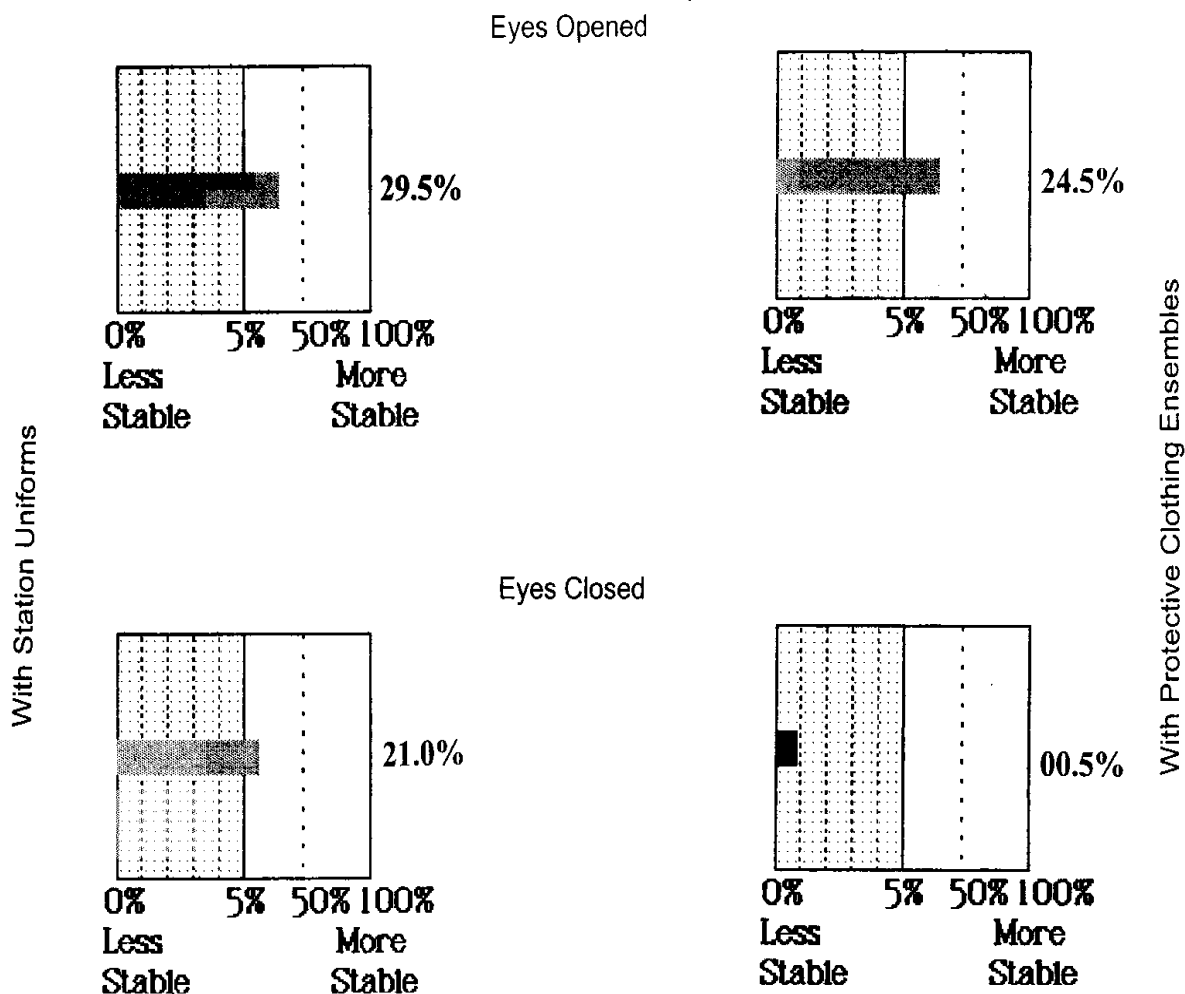 Eyes Opened
29.5%
24.5%
0% 5% 50% 100%
Less More
Stable Stable
0% 5% 50% 100%
Less More
Stable Stable
With Station Uniforms
With Protective Clothing Ensembles
Eyes Closed
21.0%
00.5%
0% 5% 50% 100%
Less More
Stable Stable
0% 5% 50% 100%
Less More
Stable Stable